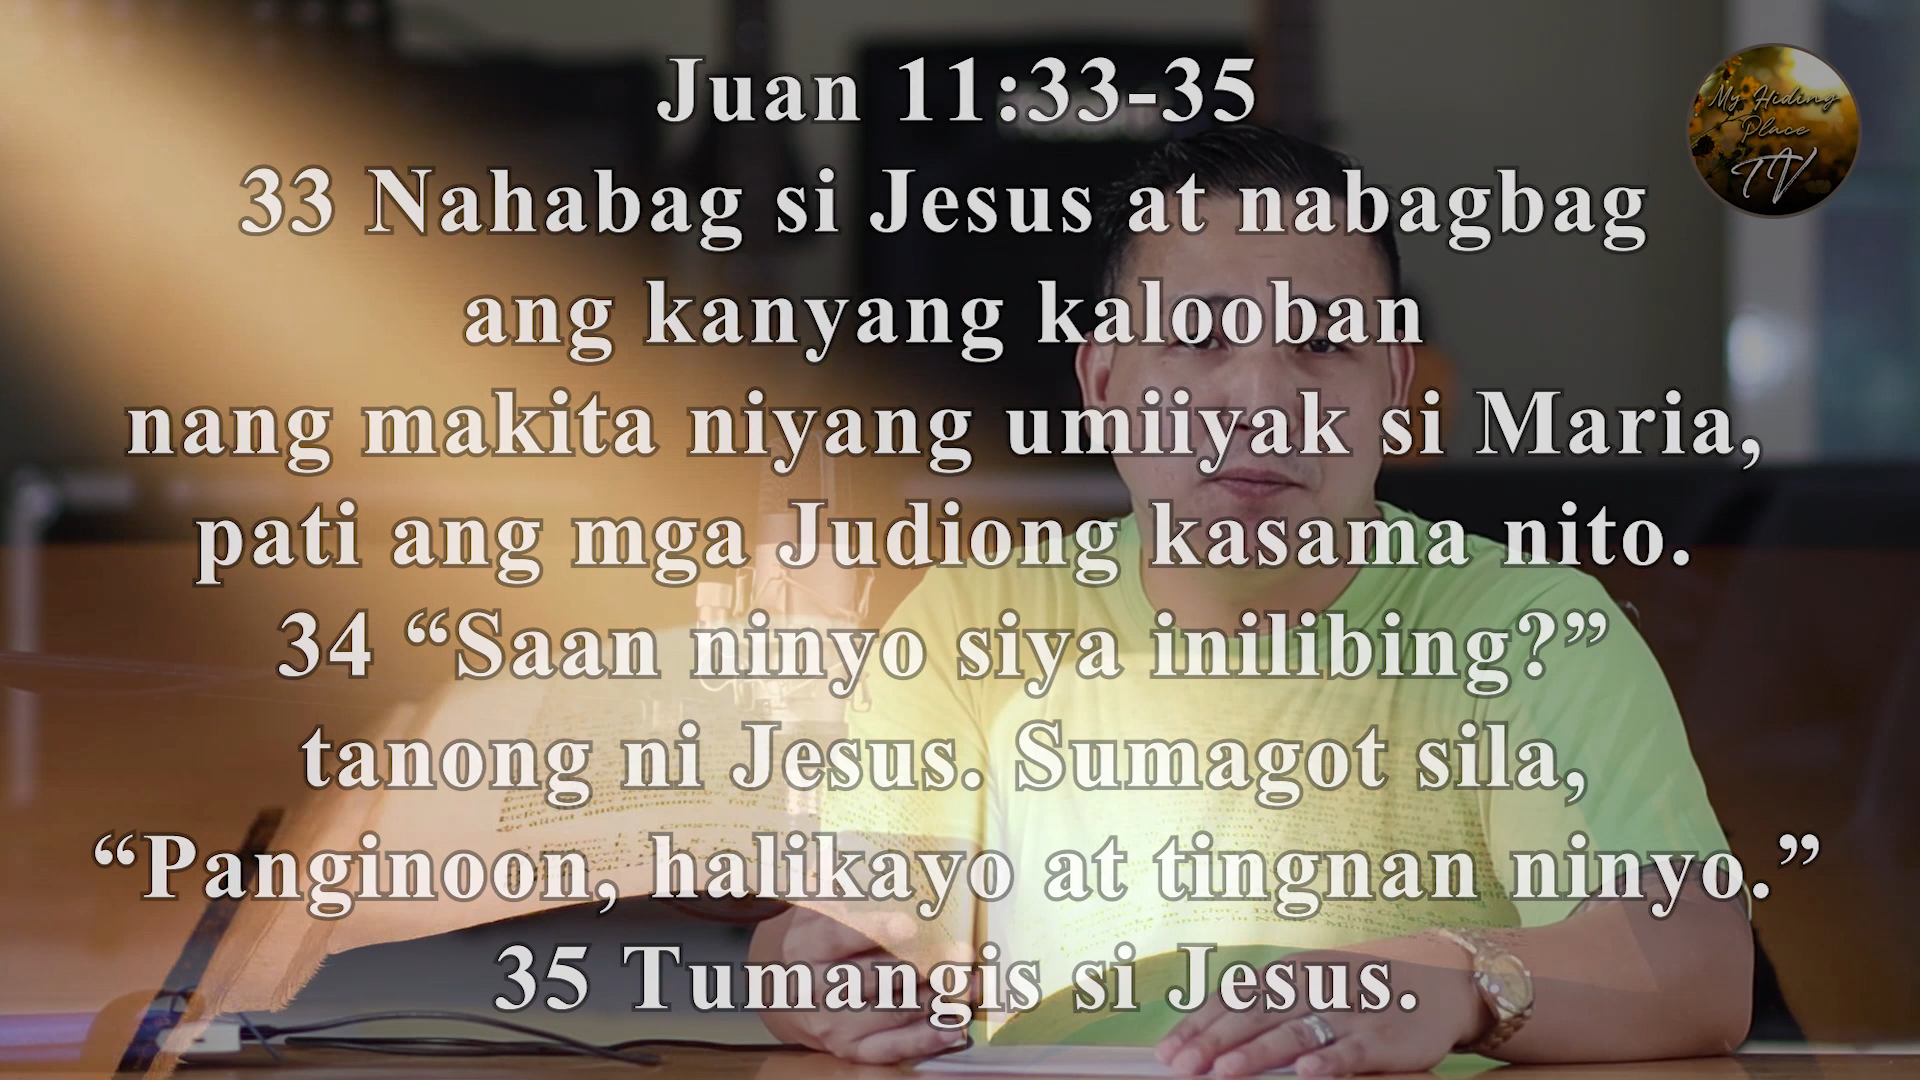 Juan 11:33-35
33 Nahabag si Jesus at nabagbag
ang kanyang kalooban
nang makita niyang umiiyak si Maria,
pati ang mga Judiong kasama nito.
34 “Saan ninyo siya inilibing?”
tanong ni Jesus. Sumagot sila,
“Panginoon, halikayo at tingnan ninyo.”
35 Tumangis si Jesus.
My Hiding
Place
TV